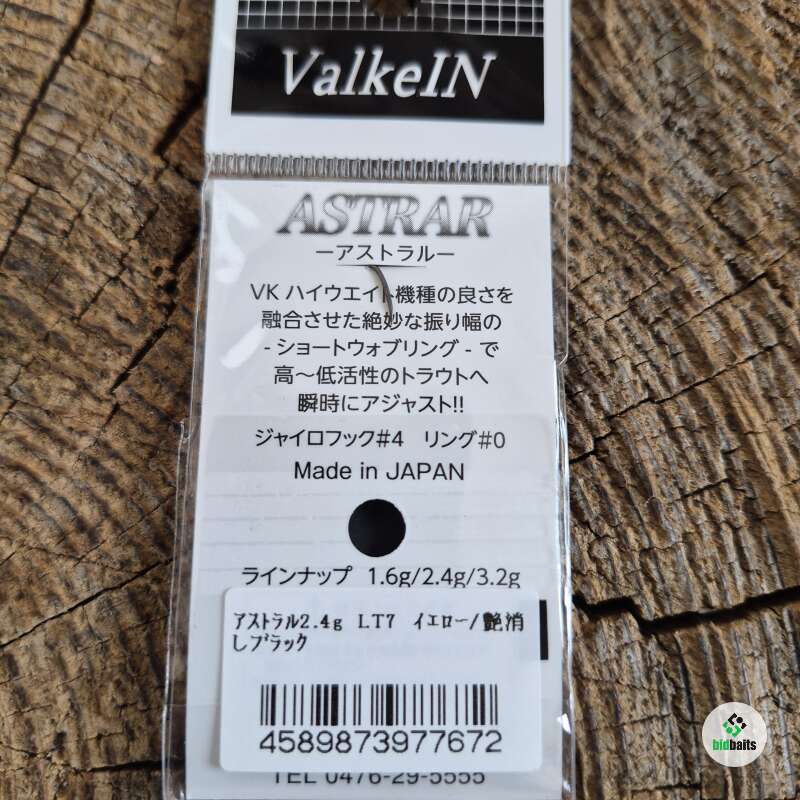 ValkeIN
ASTRAR
―アストラル―
VK ハイウエイト機種の良さを
融合させた絶妙な振り幅の
- ショートウォブリング - で
高～低活性のトラウトへ
瞬時にアジャスト!!
ジャイロフック#4　リング#0
Made in JAPAN
ラインナップ　1.6g/2.4g/3.2g
アストラル2.4g　LT7　イエロー/艶消
しブラック
4589873977672
TEL 0476-29-5555
bidbaits